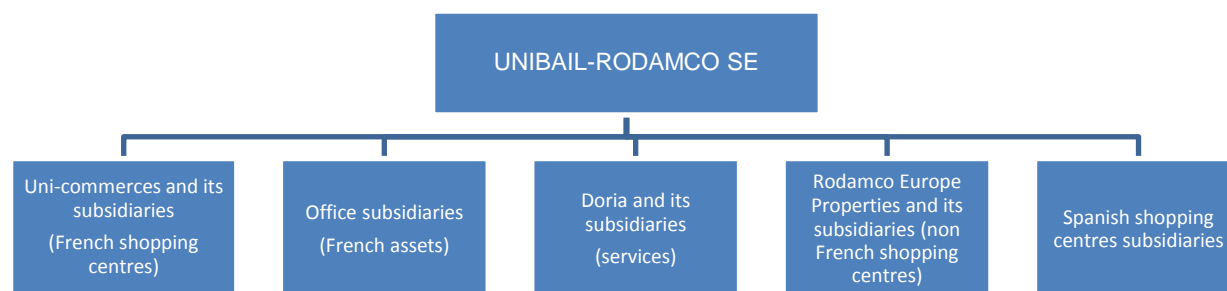 UNIBAIL-RODAMCO SE
Uni-commerces and its
subsidiaries
(French shopping
centres)
Office subsidiaries
(French assets)
Doria and its
subsidiaries
(services)
Rodamco Europe
Properties and its
subsidiaries (non
French shopping
centres)
Spanish shopping
centres subsidiaries